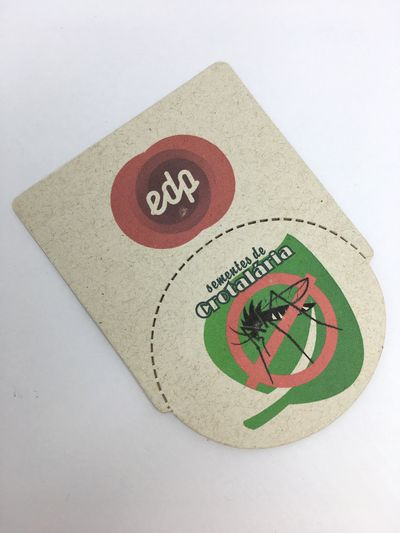 edp
sementes de
Crotalária